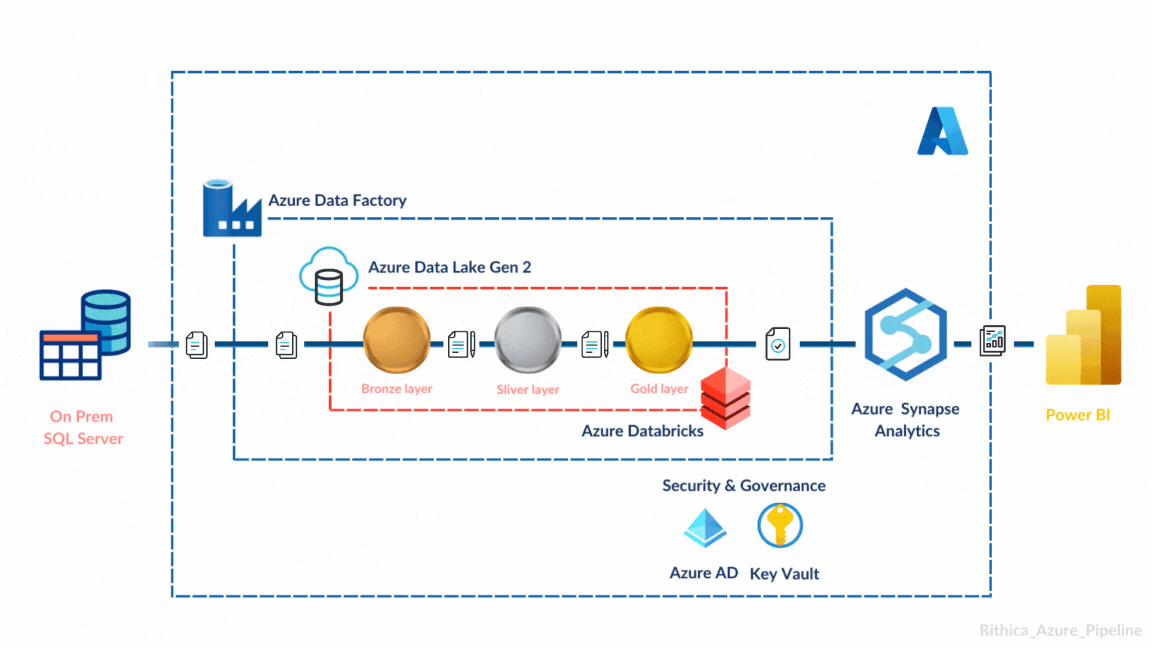 Azure Data Factory
Azure Data Lake Gen 2
Bronze layer
Sliver layer
Gold layer
On Prem
SQL Server
Azure Databricks
Azure Synapse
Analytics
Power BI
Security & Governance
Azure AD
Key Vault
Rithica_Azure_Pipeline